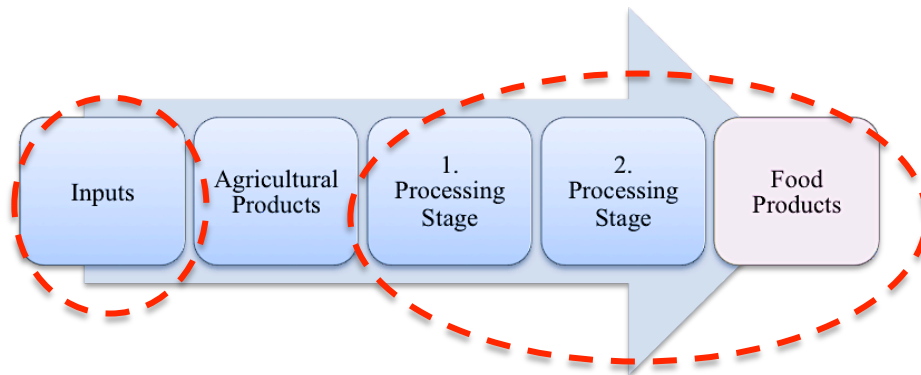 Inputs
Agricultural
Products
1.
Processing
Stage
2.
Processing
Stage
Food
Products